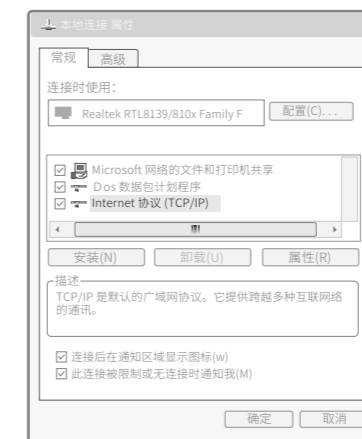 本地连接 属性
常规 高级
连接时使用：
Realtek RTL8139/810x Family F 配置(C)...
Microsoft 网络的文件和打印机共享
Dos 数据包计划程序
Internet 协议 (TCP/IP)
安装(N) 卸载(U) 属性(R)
描述
TCP/IP 是默认的广域网协议。它提供跨越多种互联网络
的通讯。
连接后在通知区域显示图标(w)
此连接被限制或无连接时通知我(M)
确定 取消